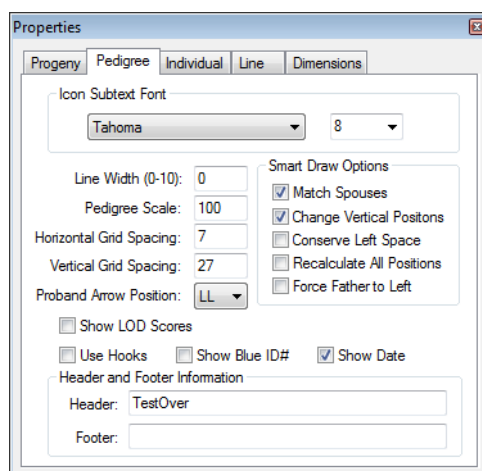 Properties
Progeny Pedigree Individual Line Dimensions
Icon Subtext Font
Tahoma 8
Line Width (0-10): 0
Pedigree Scale: 100
Horizontal Grid Spacing: 7
Vertical Grid Spacing: 27
Proband Arrow Position: LL
Smart Draw Options
Match Spouses
Change Vertical Positons
Conserve Left Space
Recalculate All Positions
Force Father to Left
Show LOD Scores
Use Hooks Show Blue ID# Show Date
Header and Footer Information
Header: TestOver
Footer: